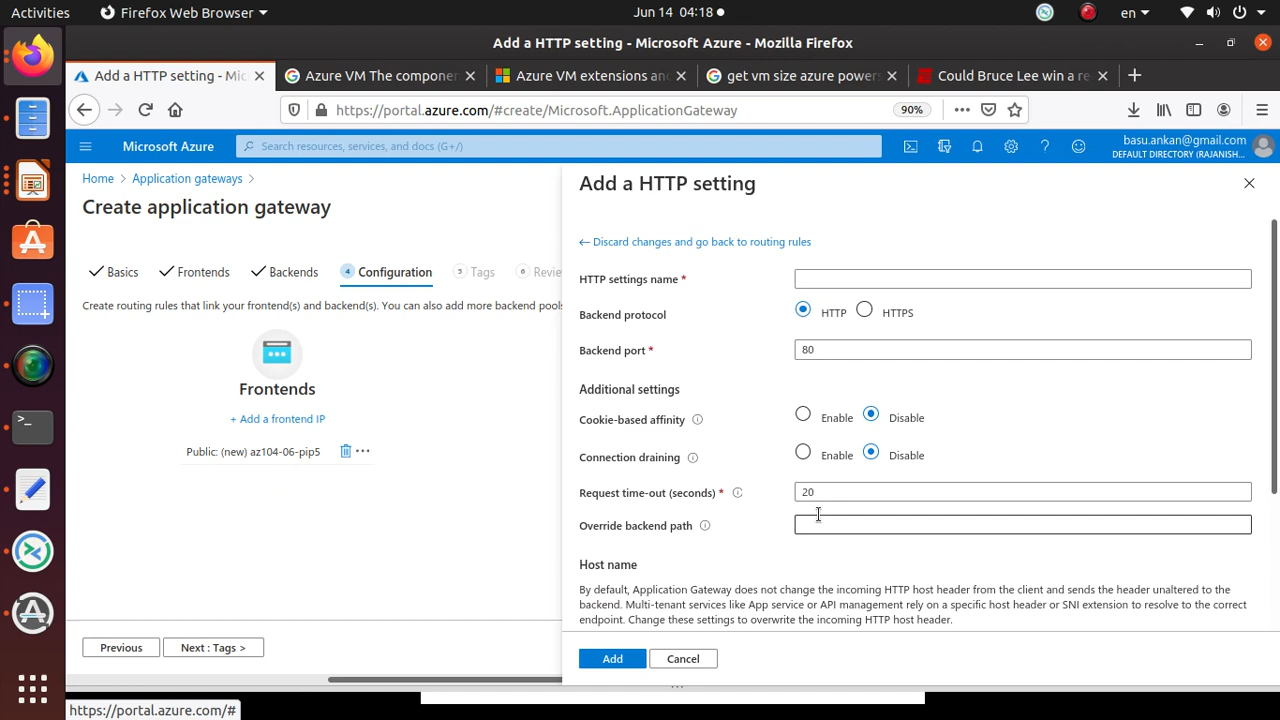 Activities
Firefox Web Browser
Jun 14 04:18
en
Add a HTTP setting - Microsoft Azure - Mozilla Firefox
Add a HTTP setting - Mic
Azure VM The componen
Azure VM extensions and
get vm size azure powers
Could Bruce Lee win a re
https://portal.azure.com/#create/Microsoft.ApplicationGateway
90%
Microsoft Azure
Search resources, services, and docs (G+/)
basu.ankan@gmail.com
DEFAULT DIRECTORY (RAJANISH...
Home > Application gateways >
Create application gateway
Basics
Frontends
Backends
4 Configuration
5 Tags
6 Revie
Create routing rules that link your frontend(s) and backend(s). You can also add more backend pools
Frontends
+ Add a frontend IP
Public: (new) az104-06-pip5
Previous
Next : Tags >
https://portal.azure.com/#
Add a HTTP setting
← Discard changes and go back to routing rules
HTTP settings name *
Backend protocol
HTTP
HTTPS
Backend port *
80
Additional settings
Cookie-based affinity
Enable
Disable
Connection draining
Enable
Disable
Request time-out (seconds) *
20
Override backend path
Host name
By default, Application Gateway does not change the incoming HTTP host header from the client and sends the header unaltered to the
backend. Multi-tenant services like App service or API management rely on a specific host header or SNI extension to resolve to the correct
endpoint. Change these settings to overwrite the incoming HTTP host header.
Add
Cancel